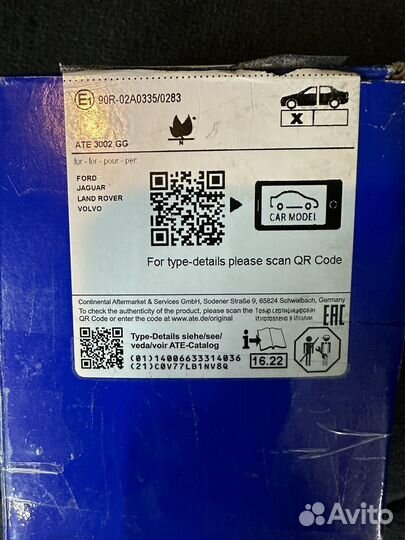 E1 90R-02A0335/0283
X
N
ATE 3002 GG
für - for - pour - per:
FORD
JAGUAR
LAND ROVER
VOLVO
CAR MODEL
For type-details please scan QR Code
Continental Aftermarket & Services GmbH, Sodener Straße 9, 65824 Schwalbach, Germany
To check the authenticity of the product, please scan the
QR Code or enter the code at www.ate.de/original
Товар сертифицирован
Изготовлено в Италии
EAC
Type-Details siehe/see/
veda/voir ATE-Catalog
(01)14006633314036
(21)C0V77LB1NV8Q
16.22
Avito